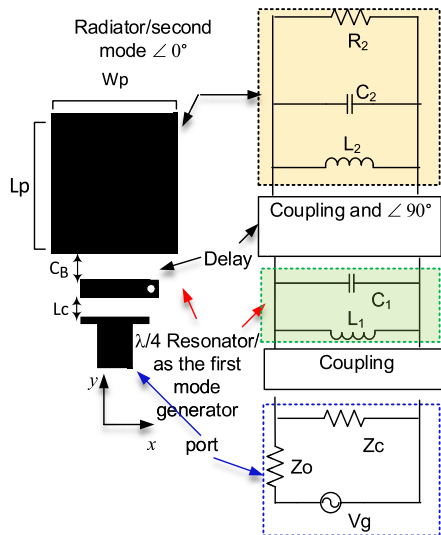 Radiator/second
mode ∠ 0°
Wp
Lp
C_B
Delay
Lc
λ/4 Resonator/
as the first
mode
generator
y
x
port
R₂
C₂
L₂
Coupling and ∠ 90°
C₁
L₁
Coupling
Zc
Zo
Vg